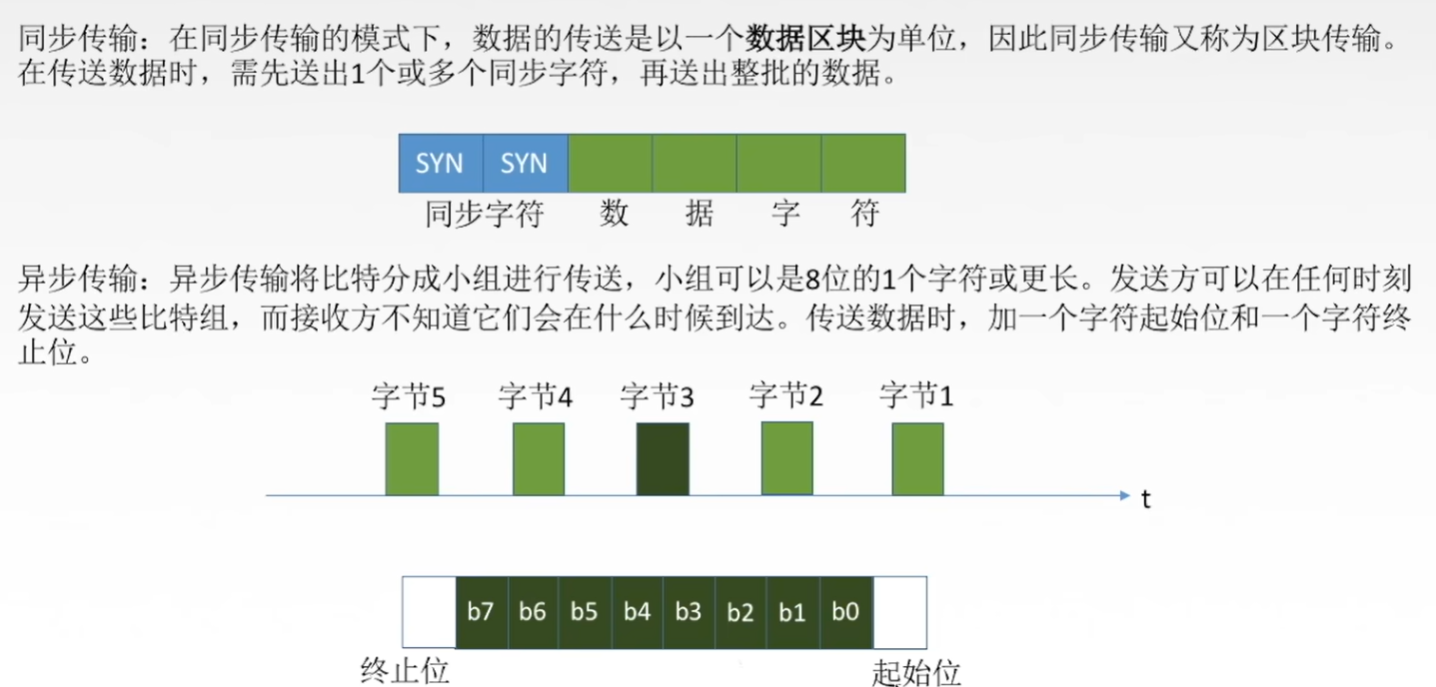 同步传输：在同步传输的模式下，数据的传送是以一个数据区块为单位，因此同步传输又称为区块传输。
在传送数据时，需先送出1个或多个同步字符，再送出整批的数据。
SYN SYN
同步字符 数 据 字 符
异步传输：异步传输将比特分成小组进行传送，小组可以是8位的1个字符或更长。发送方可以在任何时刻
发送这些比特组，而接收方不知道它们会在什么时候到达。传送数据时，加一个字符起始位和一个字符终
止位。
字节5 字节4 字节3 字节2 字节1
t
b7 b6 b5 b4 b3 b2 b1 b0
终止位 起始位